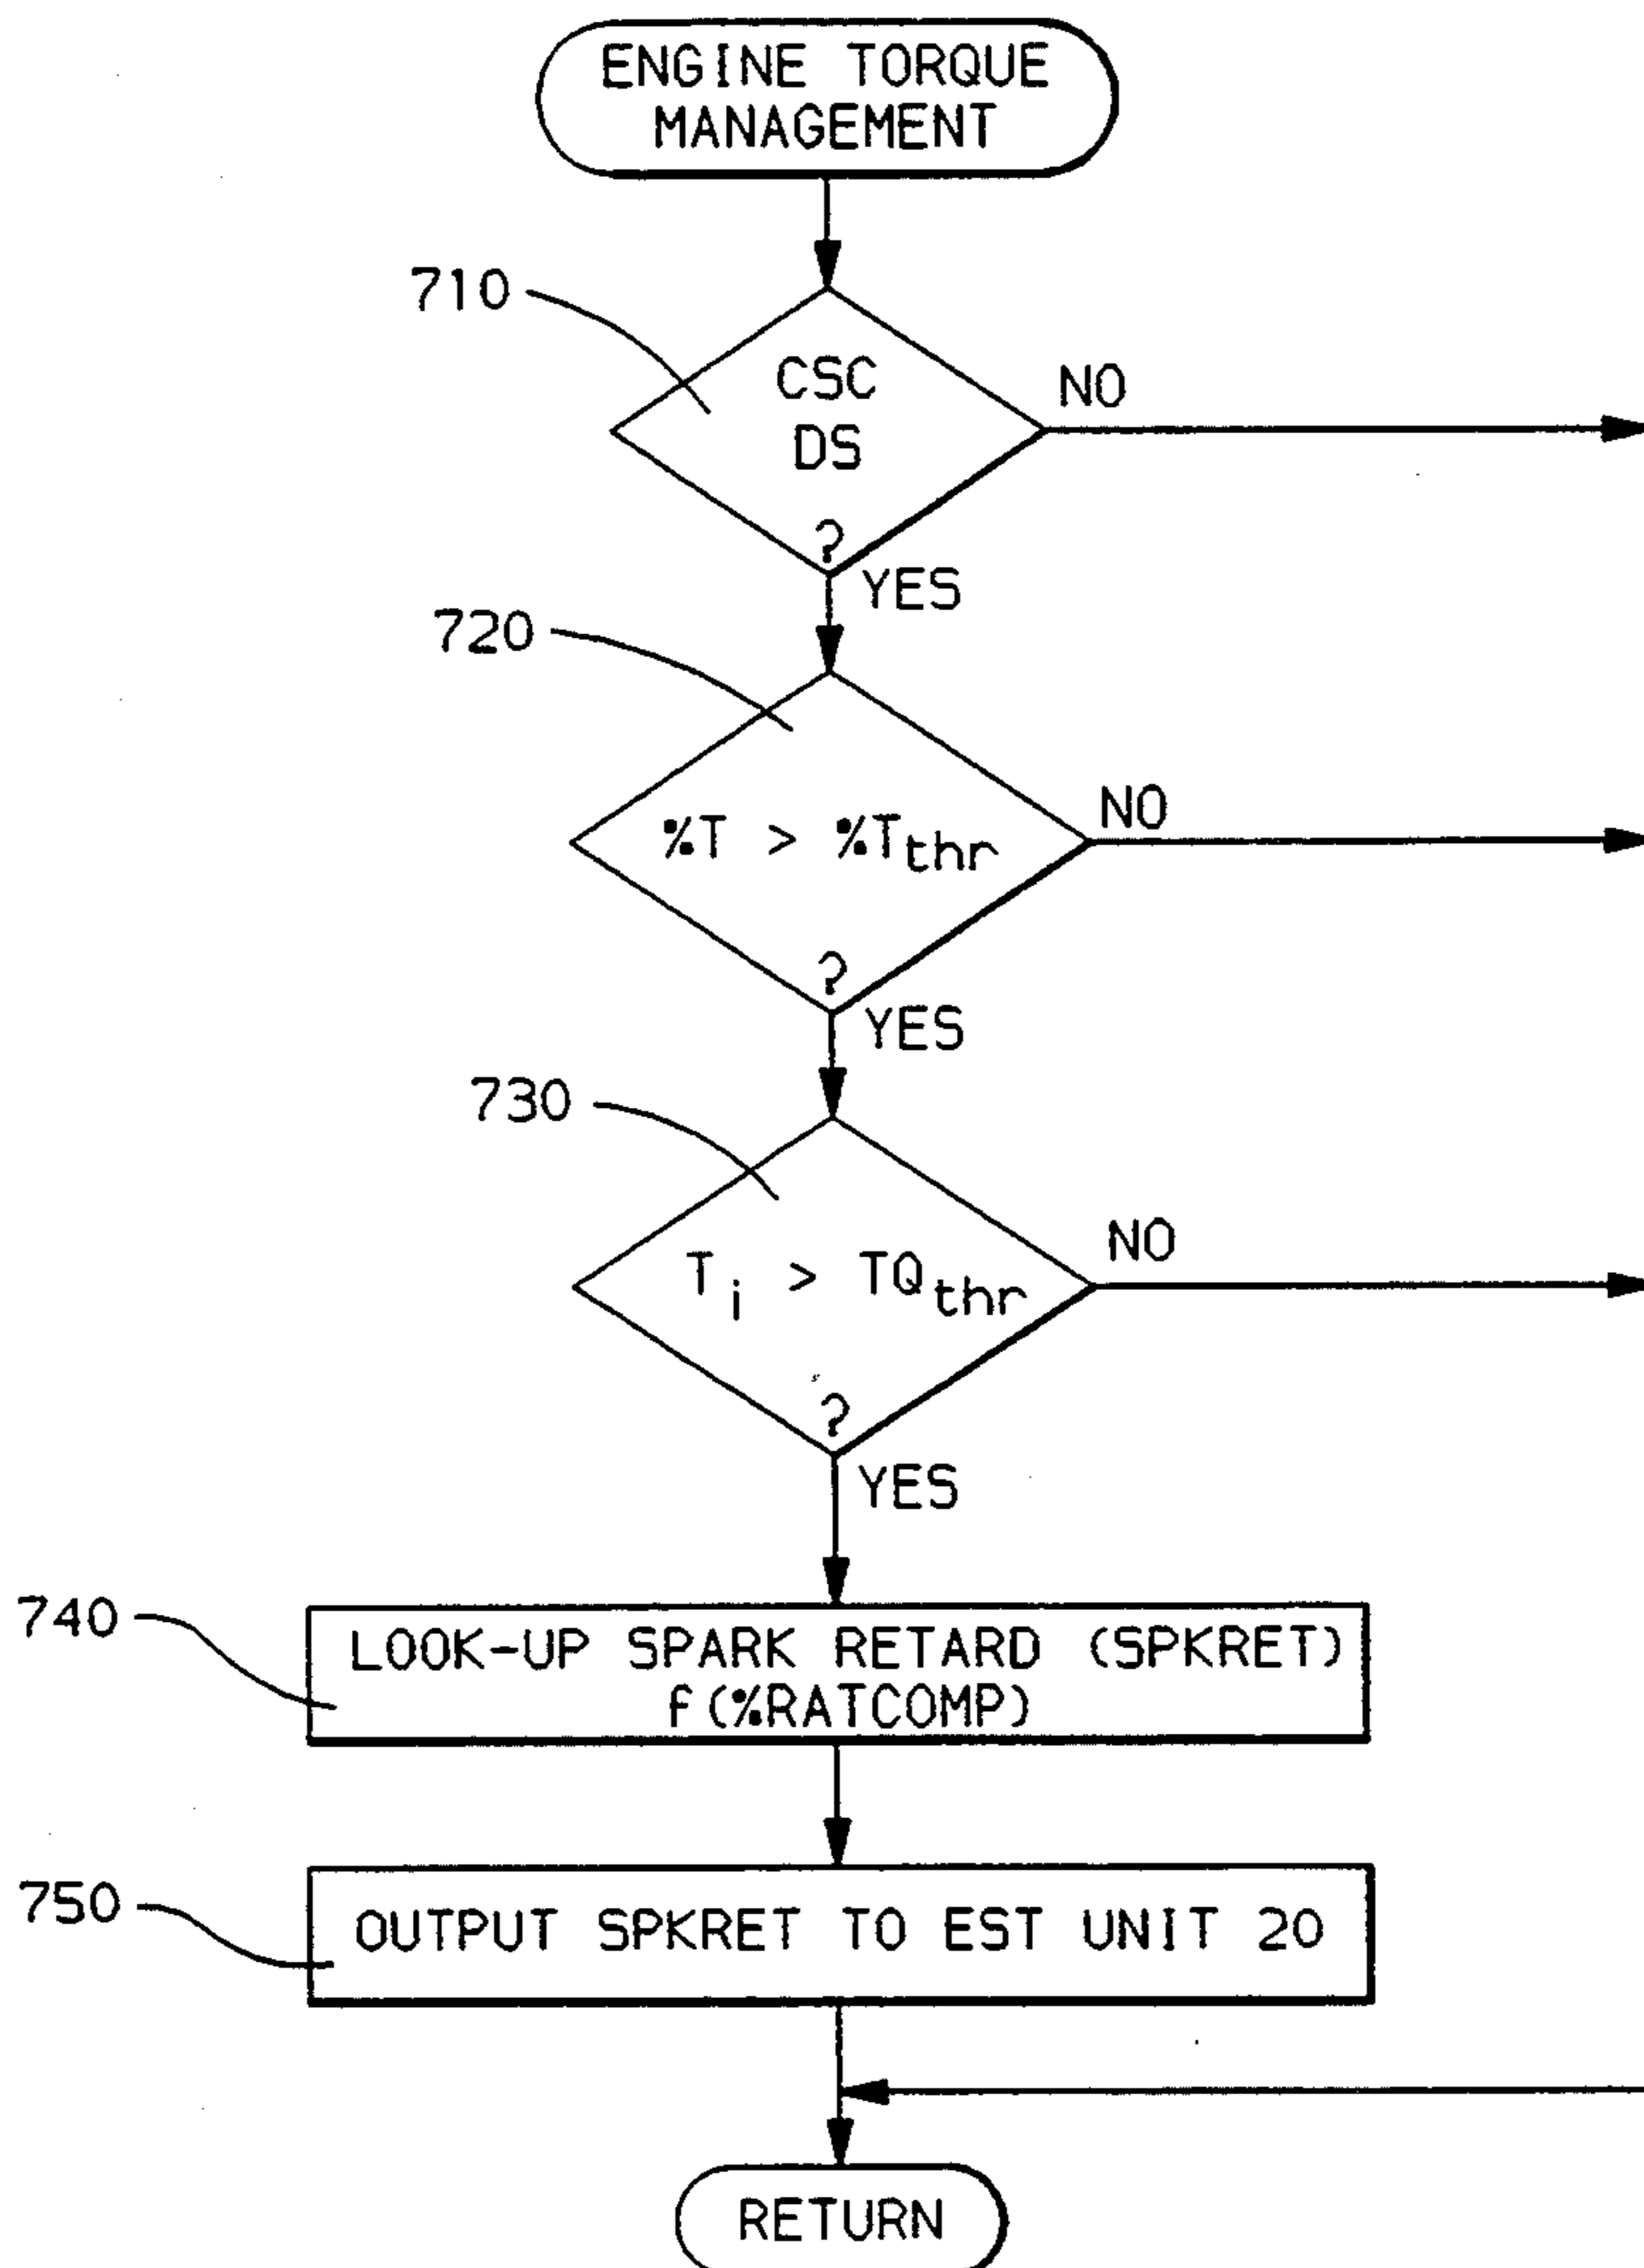 ENGINE TORQUE
MANAGEMENT
710
CSC
DS
?
NO
YES
720
%T > %Tthr
?
NO
YES
730
Ti > TQthr
?
NO
YES
740
LOOK-UP SPARK RETARD (SPKRET)
f(%RATCOMP)
750
OUTPUT SPKRET TO EST UNIT 20
RETURN